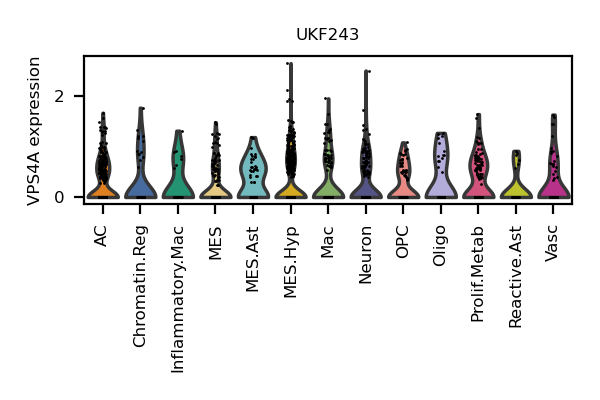 UKF243
VPS4A expression
2
0
AC
Chromatin.Reg
Inflammatory.Mac
MES
MES.Ast
MES.Hyp
Mac
Neuron
OPC
Oligo
Prolif.Metab
Reactive.Ast
Vasc